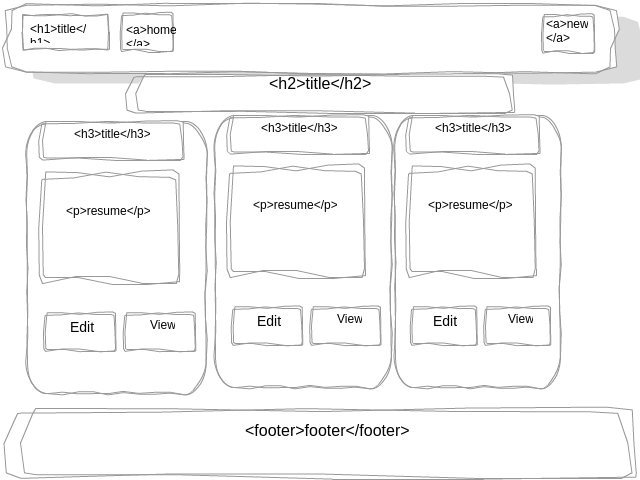 <h1>title</
h1>
<a>home
</a>
<a>new
</a>
<h2>title</h2>
<h3>title</h3>
<h3>title</h3>
<h3>title</h3>
<p>resume</p>
<p>resume</p>
<p>resume</p>
Edit
View
Edit
View
Edit
View
<footer>footer</footer>